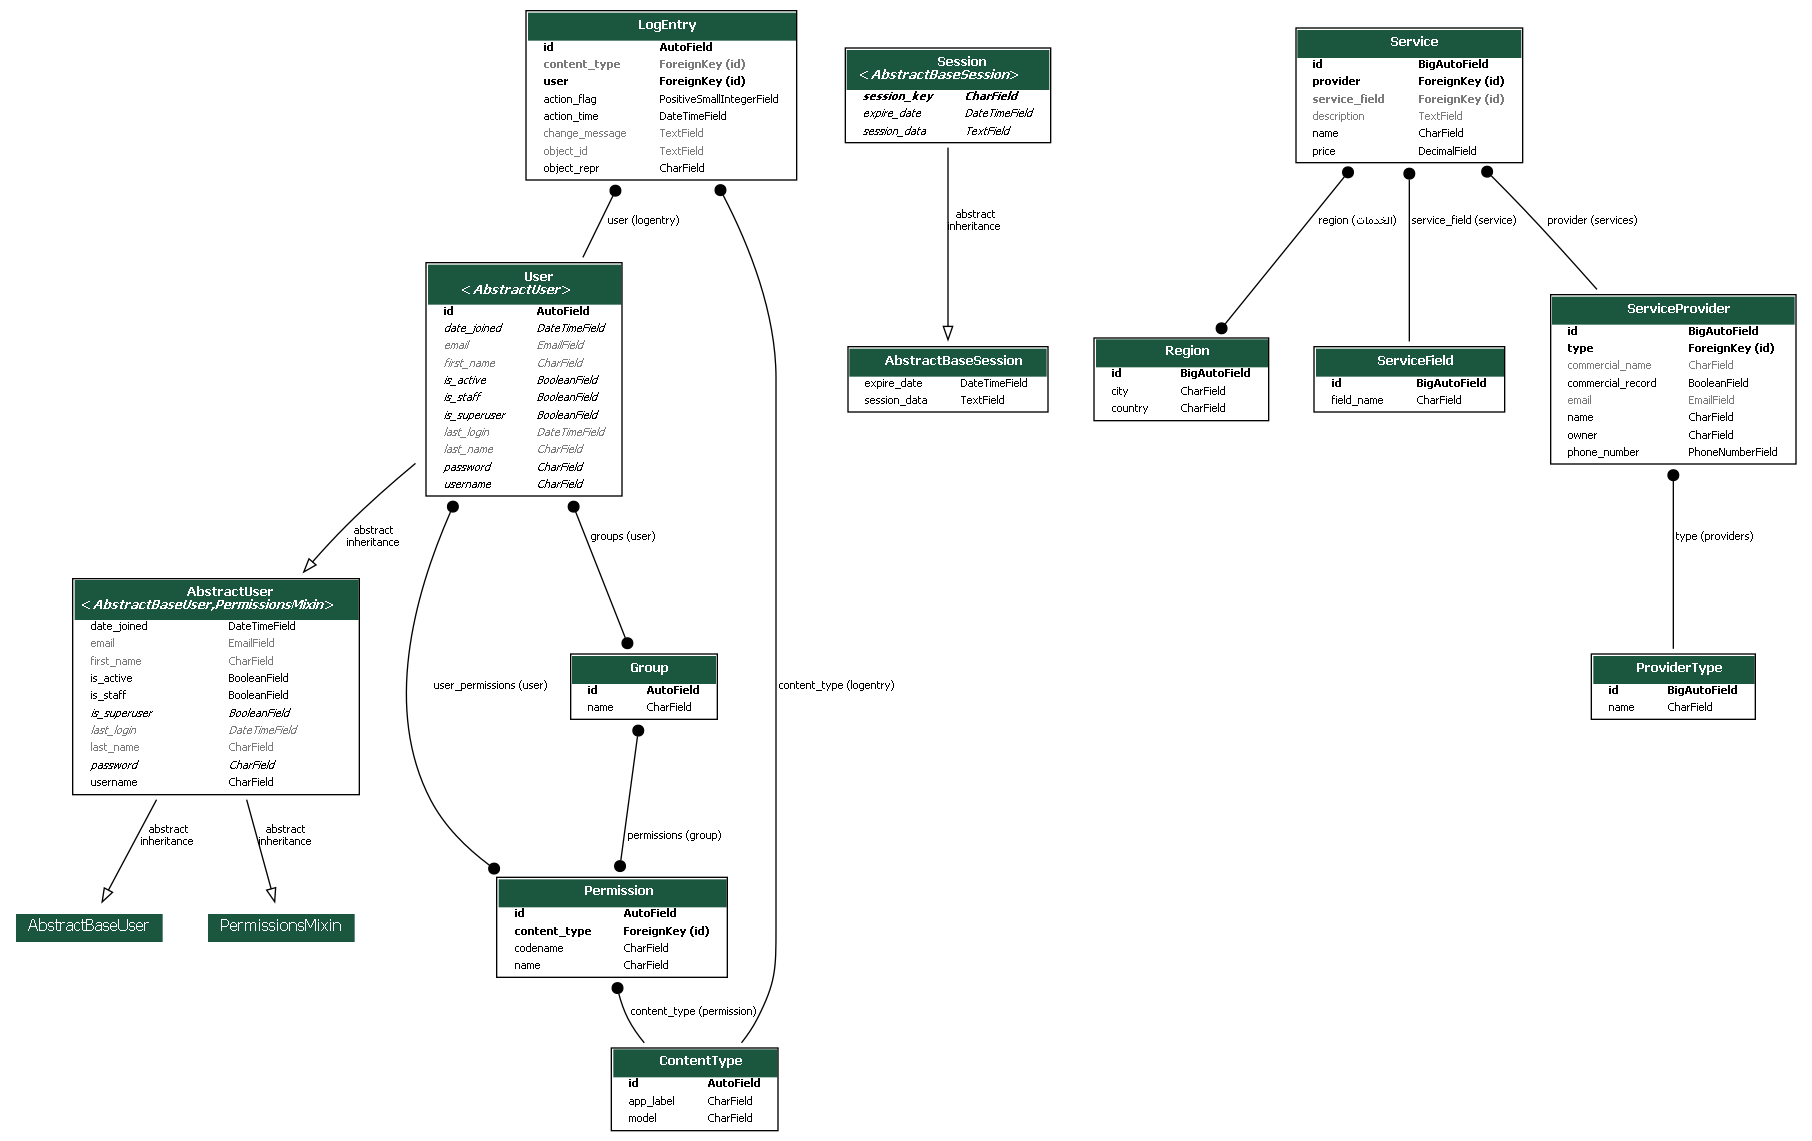 LogEntry
id AutoField
content_type ForeignKey (id)
user ForeignKey (id)
action_flag PositiveSmallIntegerField
action_time DateTimeField
change_message TextField
object_id TextField
object_repr CharField
Session
<AbstractBaseSession>
session_key CharField
expire_date DateTimeField
session_data TextField
Service
id BigAutoField
provider ForeignKey (id)
service_field ForeignKey (id)
description TextField
name CharField
price DecimalField
user (logentry)
abstract
inheritance
region (الخدمات)
service_field (service)
provider (services)
User
<AbstractUser>
id AutoField
date_joined DateTimeField
email EmailField
first_name CharField
is_active BooleanField
is_staff BooleanField
is_superuser BooleanField
last_login DateTimeField
last_name CharField
password CharField
username CharField
AbstractBaseSession
expire_date DateTimeField
session_data TextField
Region
id BigAutoField
city CharField
country CharField
ServiceField
id BigAutoField
field_name CharField
ServiceProvider
id BigAutoField
type ForeignKey (id)
commercial_name CharField
commercial_record BooleanField
email EmailField
name CharField
owner CharField
phone_number PhoneNumberField
abstract
inheritance
groups (user)
type (providers)
AbstractUser
<AbstractBaseUser,PermissionsMixin>
date_joined DateTimeField
email EmailField
first_name CharField
is_active BooleanField
is_staff BooleanField
is_superuser BooleanField
last_login DateTimeField
last_name CharField
password CharField
username CharField
user_permissions (user)
Group
id AutoField
name CharField
content_type (logentry)
ProviderType
id BigAutoField
name CharField
abstract
inheritance
abstract
inheritance
permissions (group)
AbstractBaseUser
PermissionsMixin
Permission
id AutoField
content_type ForeignKey (id)
codename CharField
name CharField
content_type (permission)
ContentType
id AutoField
app_label CharField
model CharField